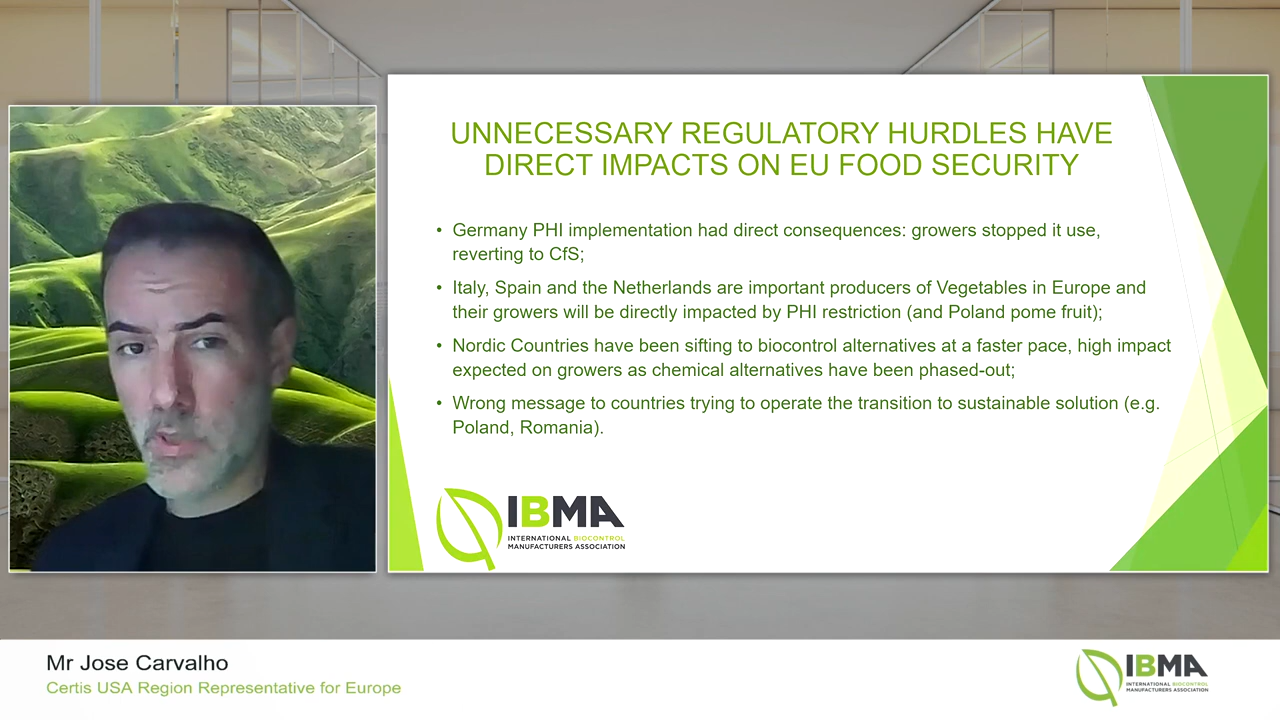 UNNECESSARY REGULATORY HURDLES HAVE
DIRECT IMPACTS ON EU FOOD SECURITY
• Germany PHI implementation had direct consequences: growers stopped it use,
reverting to CfS;
• Italy, Spain and the Netherlands are important producers of Vegetables in Europe and
their growers will be directly impacted by PHI restriction (and Poland pome fruit);
• Nordic Countries have been sifting to biocontrol alternatives at a faster pace, high impact
expected on growers as chemical alternatives have been phased-out;
• Wrong message to countries trying to operate the transition to sustainable solution (e.g.
Poland, Romania).
IBMA
INTERNATIONAL BIOCONTROL
MANUFACTURERS ASSOCIATION
Mr Jose Carvalho
Certis USA Region Representative for Europe
IBMA
INTERNATIONAL BIOCONTROL
MANUFACTURERS ASSOCIATION